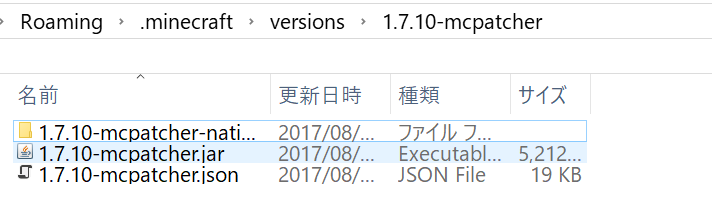 Roaming > .minecraft > versions > 1.7.10-mcpatcher
名前 更新日時 種類 サイズ
1.7.10-mcpatcher-nati... 2017/08/... ファイル フ...
1.7.10-mcpatcher.jar 2017/08/... Executabl... 5,212...
1.7.10-mcpatcher.json 2017/08/... JSON File 19 KB